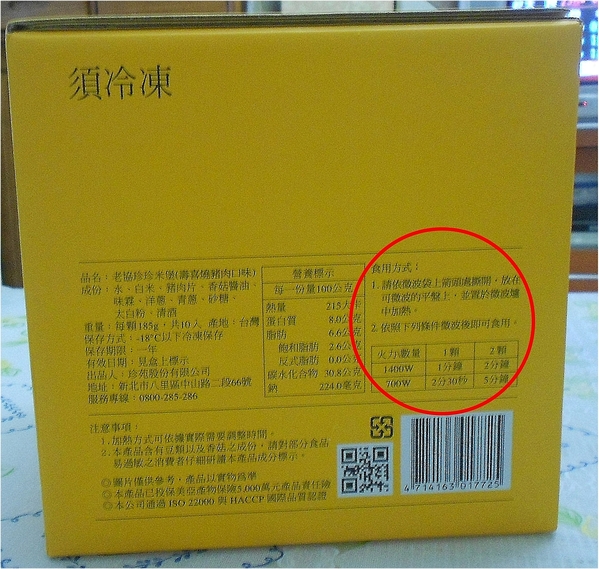 須冷凍
品名：老協珍珍米堡(壽喜燒豬肉口味)
成份：水、白米、豬肉片、香菇醬油、
味霖、洋蔥、青蔥、砂糖、
太白粉、清酒
重量：每顆185g，共10入 產地：台灣
保存方式：-18°C以下冷凍保存
保存期限：一年
有效日期：見盒上標示
出品人：珍苑股份有限公司
地址：新北市八里區中山路二段66號
服務專線：0800-285-286
營養標示
每一份量100公克
熱量 215大卡
蛋白質 8.0公克
脂肪 6.6公克
飽和脂肪 2.6公克
反式脂肪 0.0公克
碳水化合物 30.8公克
鈉 224.0毫克
食用方式：
1. 請依微波袋上箭頭處撕開，放在
可微波的平盤上，並置於微波爐
中加熱。
2. 依照下列條件微波後即可食用。
火力\數量 1顆 2顆
1400W 1分鐘 2分鐘
700W 2分30秒 5分鐘
注意事項：
1.加熱方式可依據實際需要調整時間。
2.本產品含有豆類以及香菇之成份，請對部分食品
易過敏之消費者仔細研讀本產品成分標示。
◎圖片僅供參考，產品以實物為準
◎本產品已投保美亞產物保險5,000萬元產品責任險
◎本公司通過 ISO 22000 與 HACCP 國際品質認證
4 714163 017725